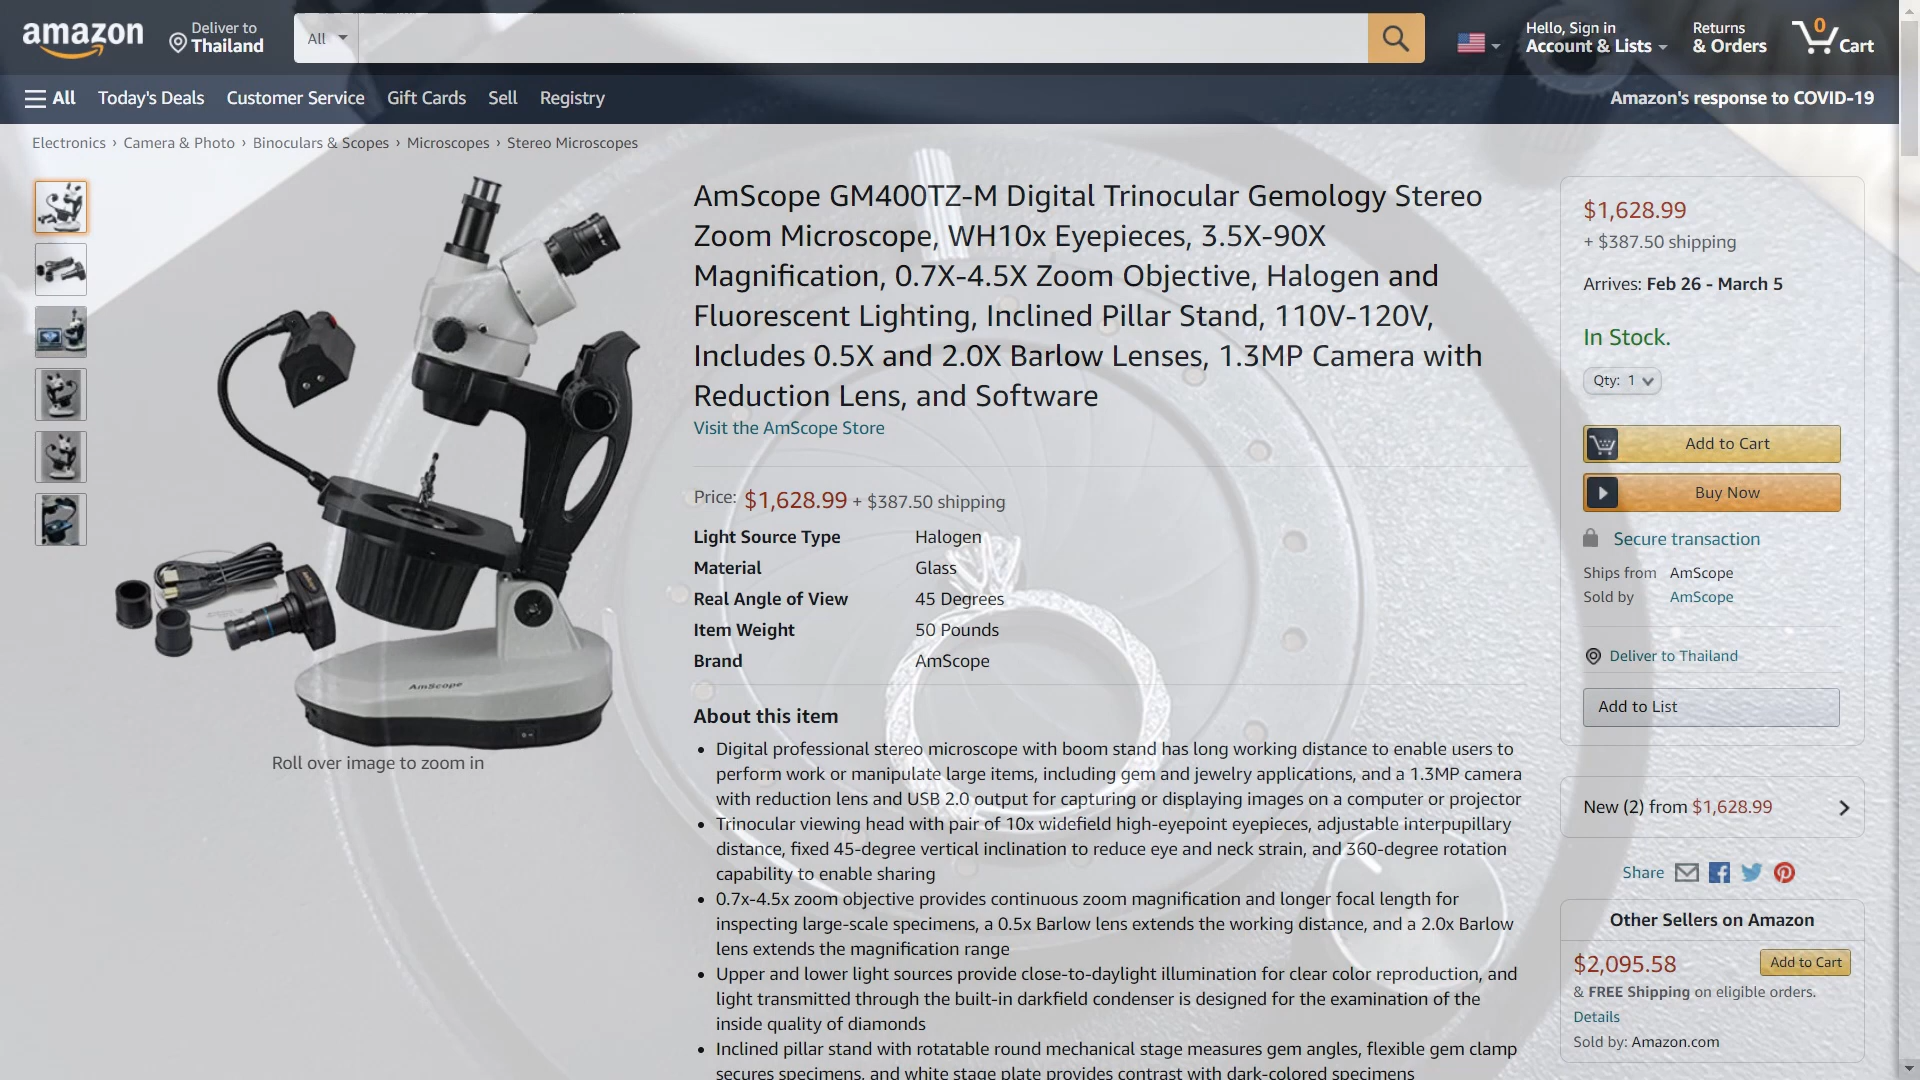 amazon
Deliver to
Thailand
All
Hello, Sign in
Account & Lists
Returns
& Orders
0
Cart
All
Today's Deals
Customer Service
Gift Cards
Sell
Registry
Amazon's response to COVID-19
Electronics › Camera & Photo › Binoculars & Scopes › Microscopes › Stereo Microscopes
AmScope
Roll over image to zoom in
AmScope GM400TZ-M Digital Trinocular Gemology Stereo
Zoom Microscope, WH10x Eyepieces, 3.5X-90X
Magnification, 0.7X-4.5X Zoom Objective, Halogen and
Fluorescent Lighting, Inclined Pillar Stand, 110V-120V,
Includes 0.5X and 2.0X Barlow Lenses, 1.3MP Camera with
Reduction Lens, and Software
Visit the AmScope Store
Price: $1,628.99 + $387.50 shipping
Light Source Type Halogen
Material Glass
Real Angle of View 45 Degrees
Item Weight 50 Pounds
Brand AmScope
About this item
• Digital professional stereo microscope with boom stand has long working distance to enable users to
perform work or manipulate large items, including gem and jewelry applications, and a 1.3MP camera
with reduction lens and USB 2.0 output for capturing or displaying images on a computer or projector
• Trinocular viewing head with pair of 10x widefield high-eyepoint eyepieces, adjustable interpupillary
distance, fixed 45-degree vertical inclination to reduce eye and neck strain, and 360-degree rotation
capability to enable sharing
• 0.7x-4.5x zoom objective provides continuous zoom magnification and longer focal length for
inspecting large-scale specimens, a 0.5x Barlow lens extends the working distance, and a 2.0x Barlow
lens extends the magnification range
• Upper and lower light sources provide close-to-daylight illumination for clear color reproduction, and
light transmitted through the built-in darkfield condenser is designed for the examination of the
inside quality of diamonds
• Inclined pillar stand with rotatable round mechanical stage measures gem angles, flexible gem clamp
secures specimens, and white stage plate provides contrast with dark-colored specimens
$1,628.99
+ $387.50 shipping
Arrives: Feb 26 - March 5
In Stock.
Qty: 1
Add to Cart
Buy Now
Secure transaction
Ships from AmScope
Sold by AmScope
Deliver to Thailand
Add to List
New (2) from $1,628.99
Share
Other Sellers on Amazon
$2,095.58
Add to Cart
& FREE Shipping on eligible orders.
Details
Sold by: Amazon.com